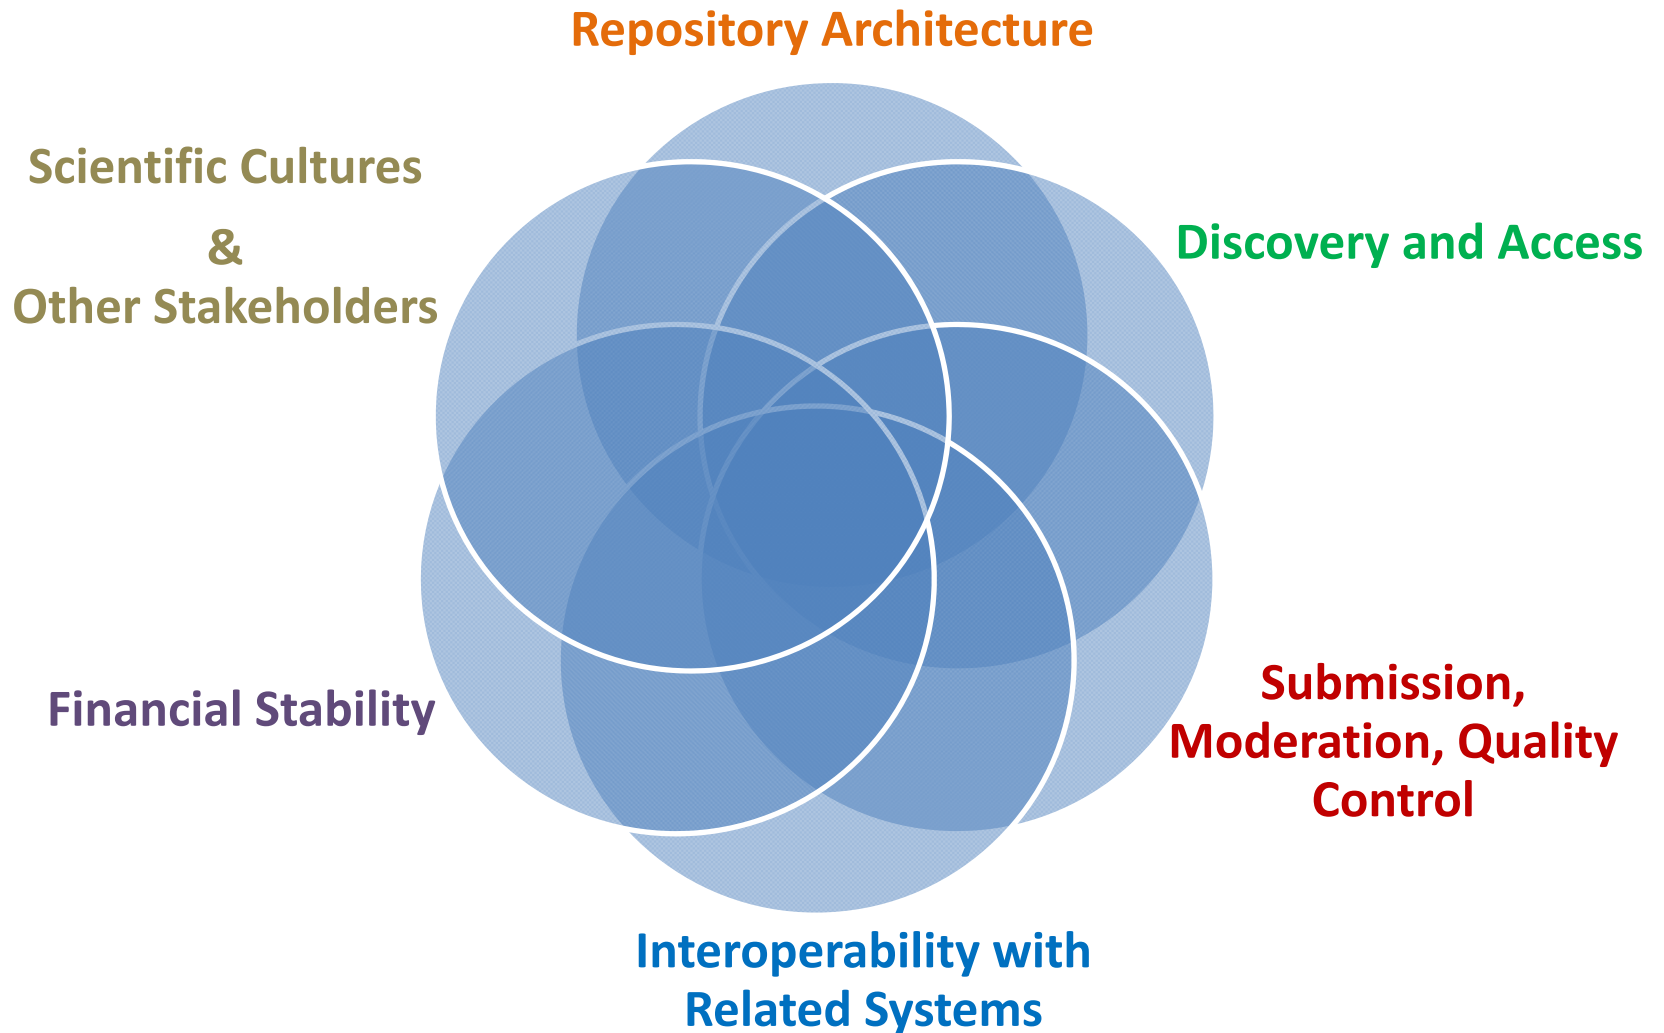 Repository Architecture
Scientific Cultures
&
Other Stakeholders
Discovery and Access
Financial Stability
Submission,
Moderation, Quality
Control
Interoperability with
Related Systems